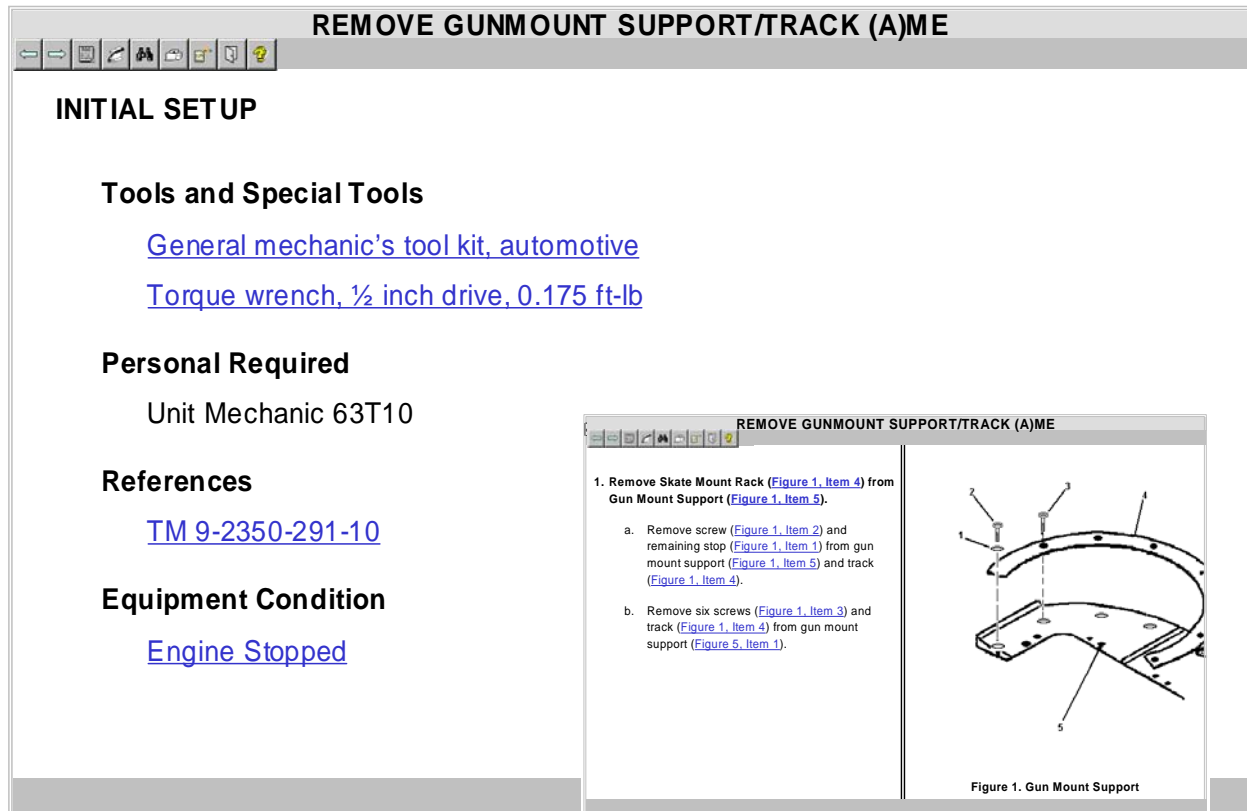 REMOVE GUNMOUNT SUPPORT/TRACK (A)ME
INITIAL SETUP
Tools and Special Tools
General mechanic's tool kit, automotive
Torque wrench, ½ inch drive, 0.175 ft-lb
Personal Required
Unit Mechanic 63T10
References
TM 9-2350-291-10
Equipment Condition
Engine Stopped
REMOVE GUNMOUNT SUPPORT/TRACK (A)ME
1. Remove Skate Mount Rack (Figure 1, Item 4) from
Gun Mount Support (Figure 1, Item 5).
a. Remove screw (Figure 1, Item 2) and
remaining stop (Figure 1, Item 1) from gun
mount support (Figure 1, Item 5) and track
(Figure 1, Item 4).
b. Remove six screws (Figure 1, Item 3) and
track (Figure 1, Item 4) from gun mount
support (Figure 5, Item 1).
2
3
4
1
5
Figure 1. Gun Mount Support